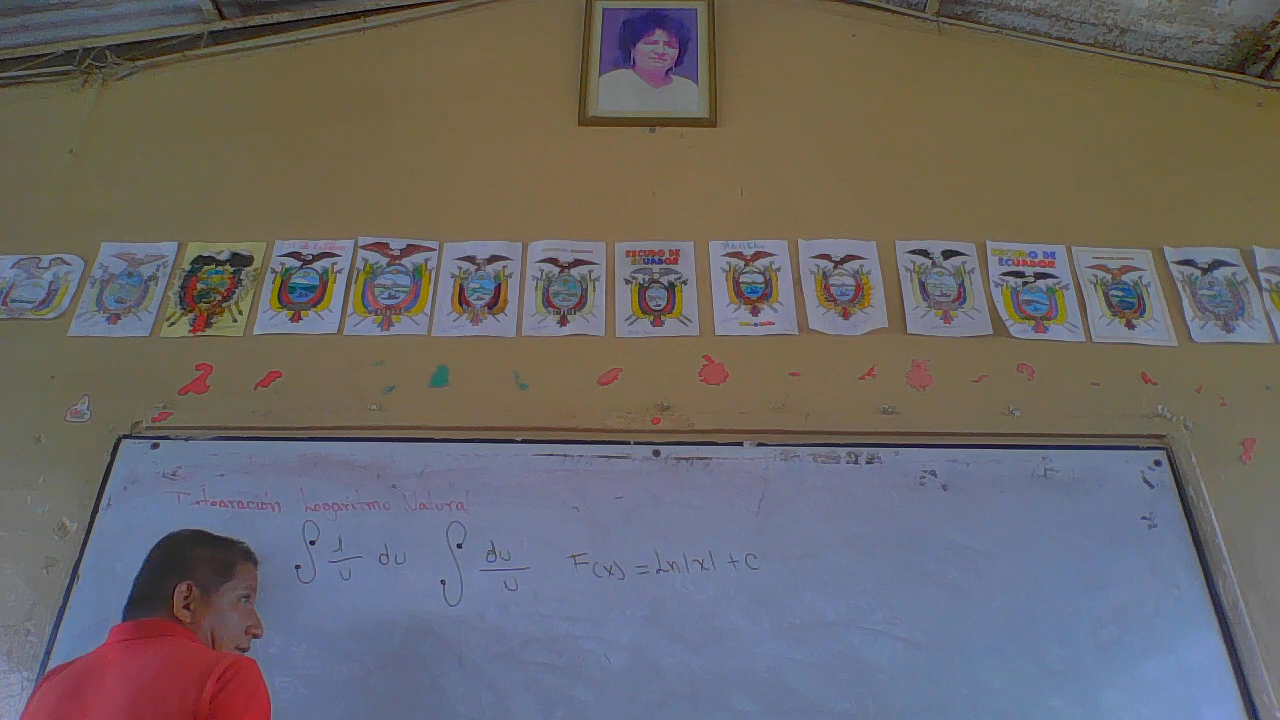 ESCUDO DE
ECUADOR
ESCUDO DE
ECUADOR
Integración Logaritmo Natural
∫ 1/u du ∫ du/u F(x) = Ln|x| + C